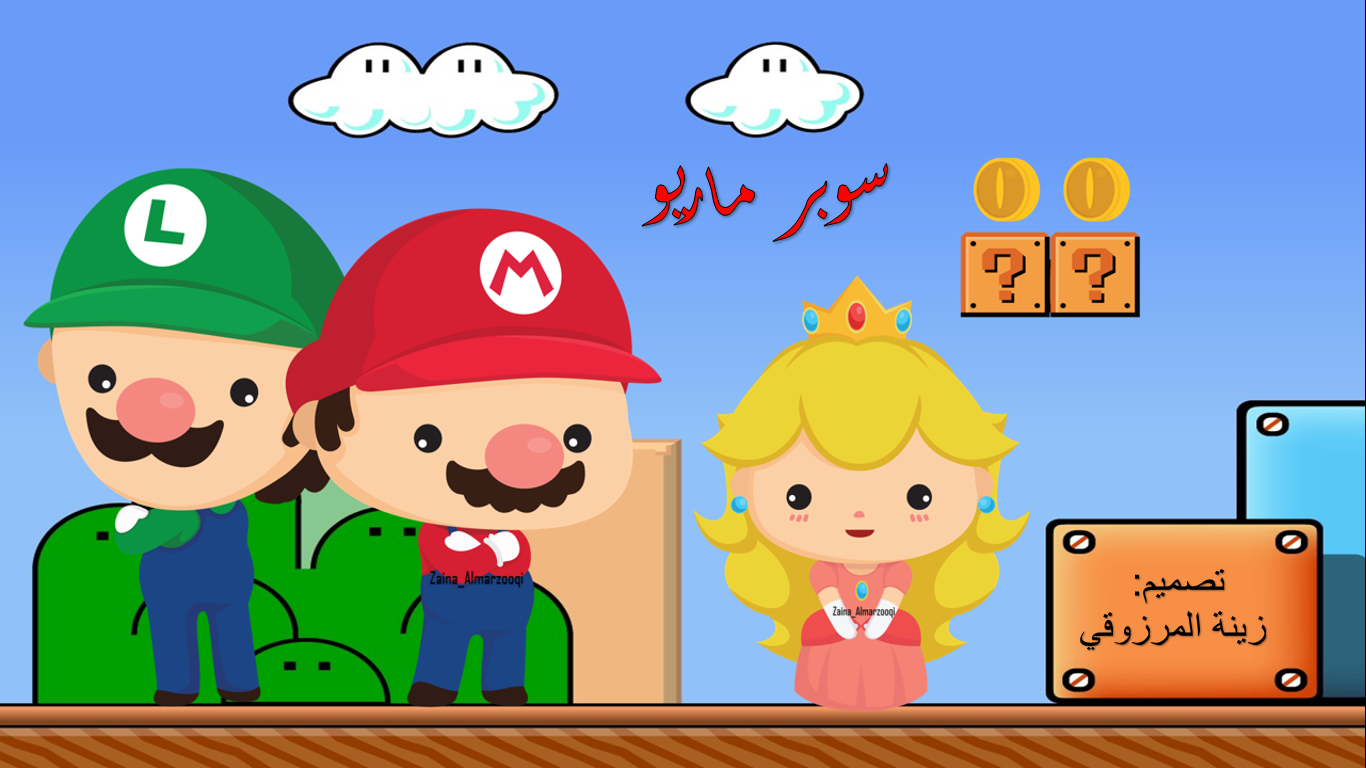 سوبر ماريو
L
M
? ?
Zaina_Almarzooqi
Zaina_Almarzooqi
تصميم:
زينة المرزوقي